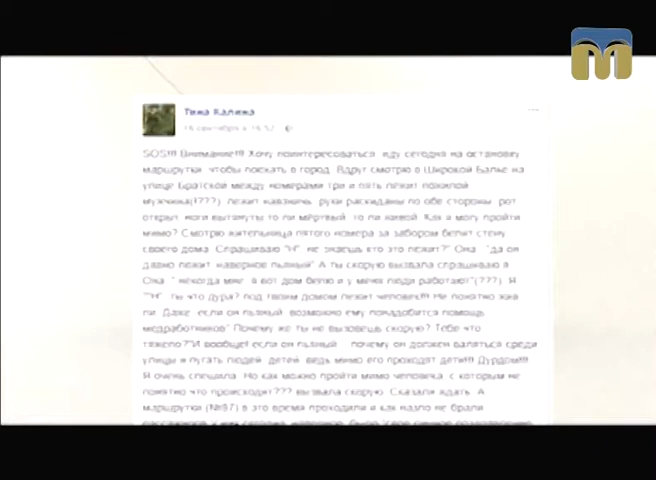 Тина Калина
16 сентября в 16:52
SOS!!! Внимание!!! Хочу поинтересоваться иду сегодня на остановку
маршрутки чтобы поехать в город. Вдруг смотрю в Широкой Балке на
улице Братской между номерами три и пять лежит пожилой
мужчина(!???) лежит навзничь руки раскиданы по обе стороны рот
открыт ноги вытянуты то ли мёртвый то ли живой. Как я могу пройти
мимо? Смотрю жительница пятого номера за забором белит стену
своего дома. Спрашиваю "Н" не знаешь кто это лежит?" Она "да он
давно лежит наверное пьяный" А ты скорую вызвала спрашиваю я
Она "некогда мне я вот дом белю и у меня люди работают"(???) Я
""Н" ты что дура? под твоим домом лежит человек!!! Не понятно жив
ли. Даже если он пьяный возможно ему понадобится помощь
медработников" Почему же ты не вызовешь скорую? Тебе что
тяжело?"И вообще! если он пьяный почему он должен валяться среди
улицы и пугать людей детей ведь мимо его проходят дети!!! Дурдом!!!
Я очень спешила. Но как можно пройти мимо человека с которым не
понятно что происходит??? вызвала скорую. Сказали ждать. А
маршрутки (№87) в это время проходили и как назло не брали
пассажиров